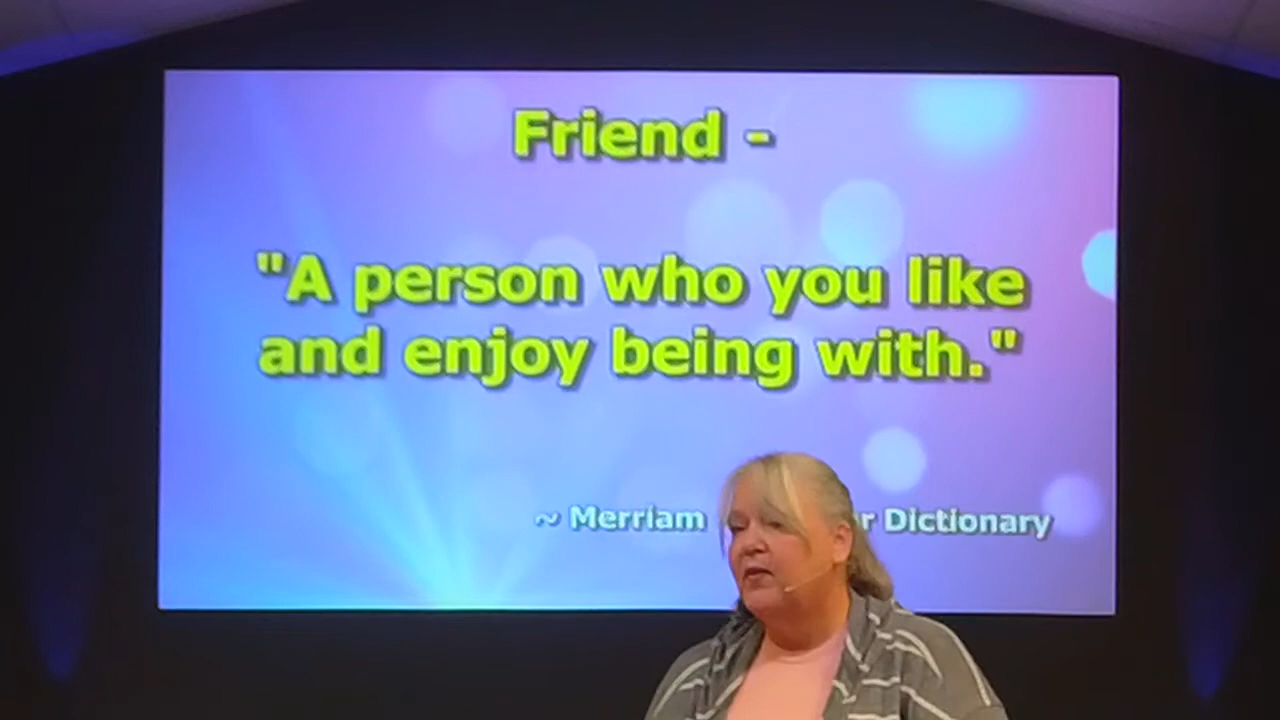 Friend -
"A person who you like
and enjoy being with."
~ Merriam r Dictionary